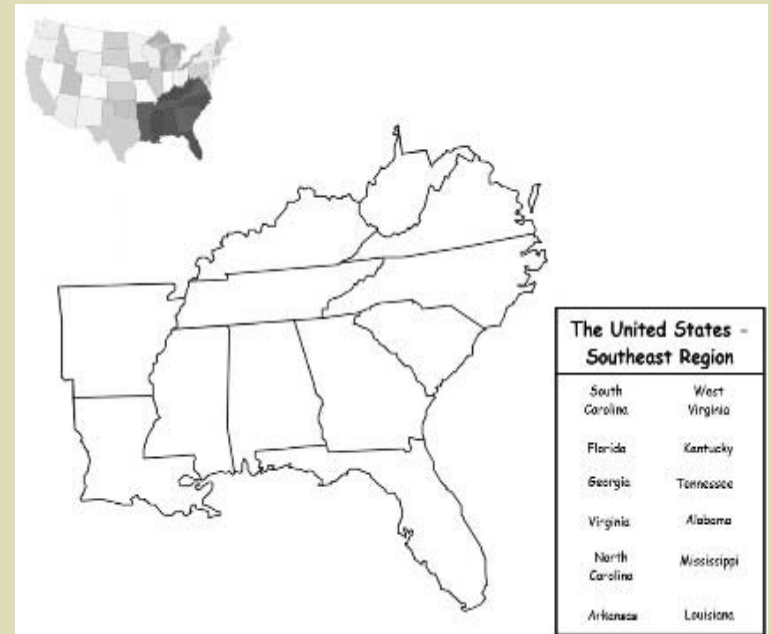 The United States -
Southeast Region
South Carolina
West Virginia
Florida
Kentucky
Georgia
Tennessee
Virginia
Alabama
North Carolina
Mississippi
Arkansas
Louisiana